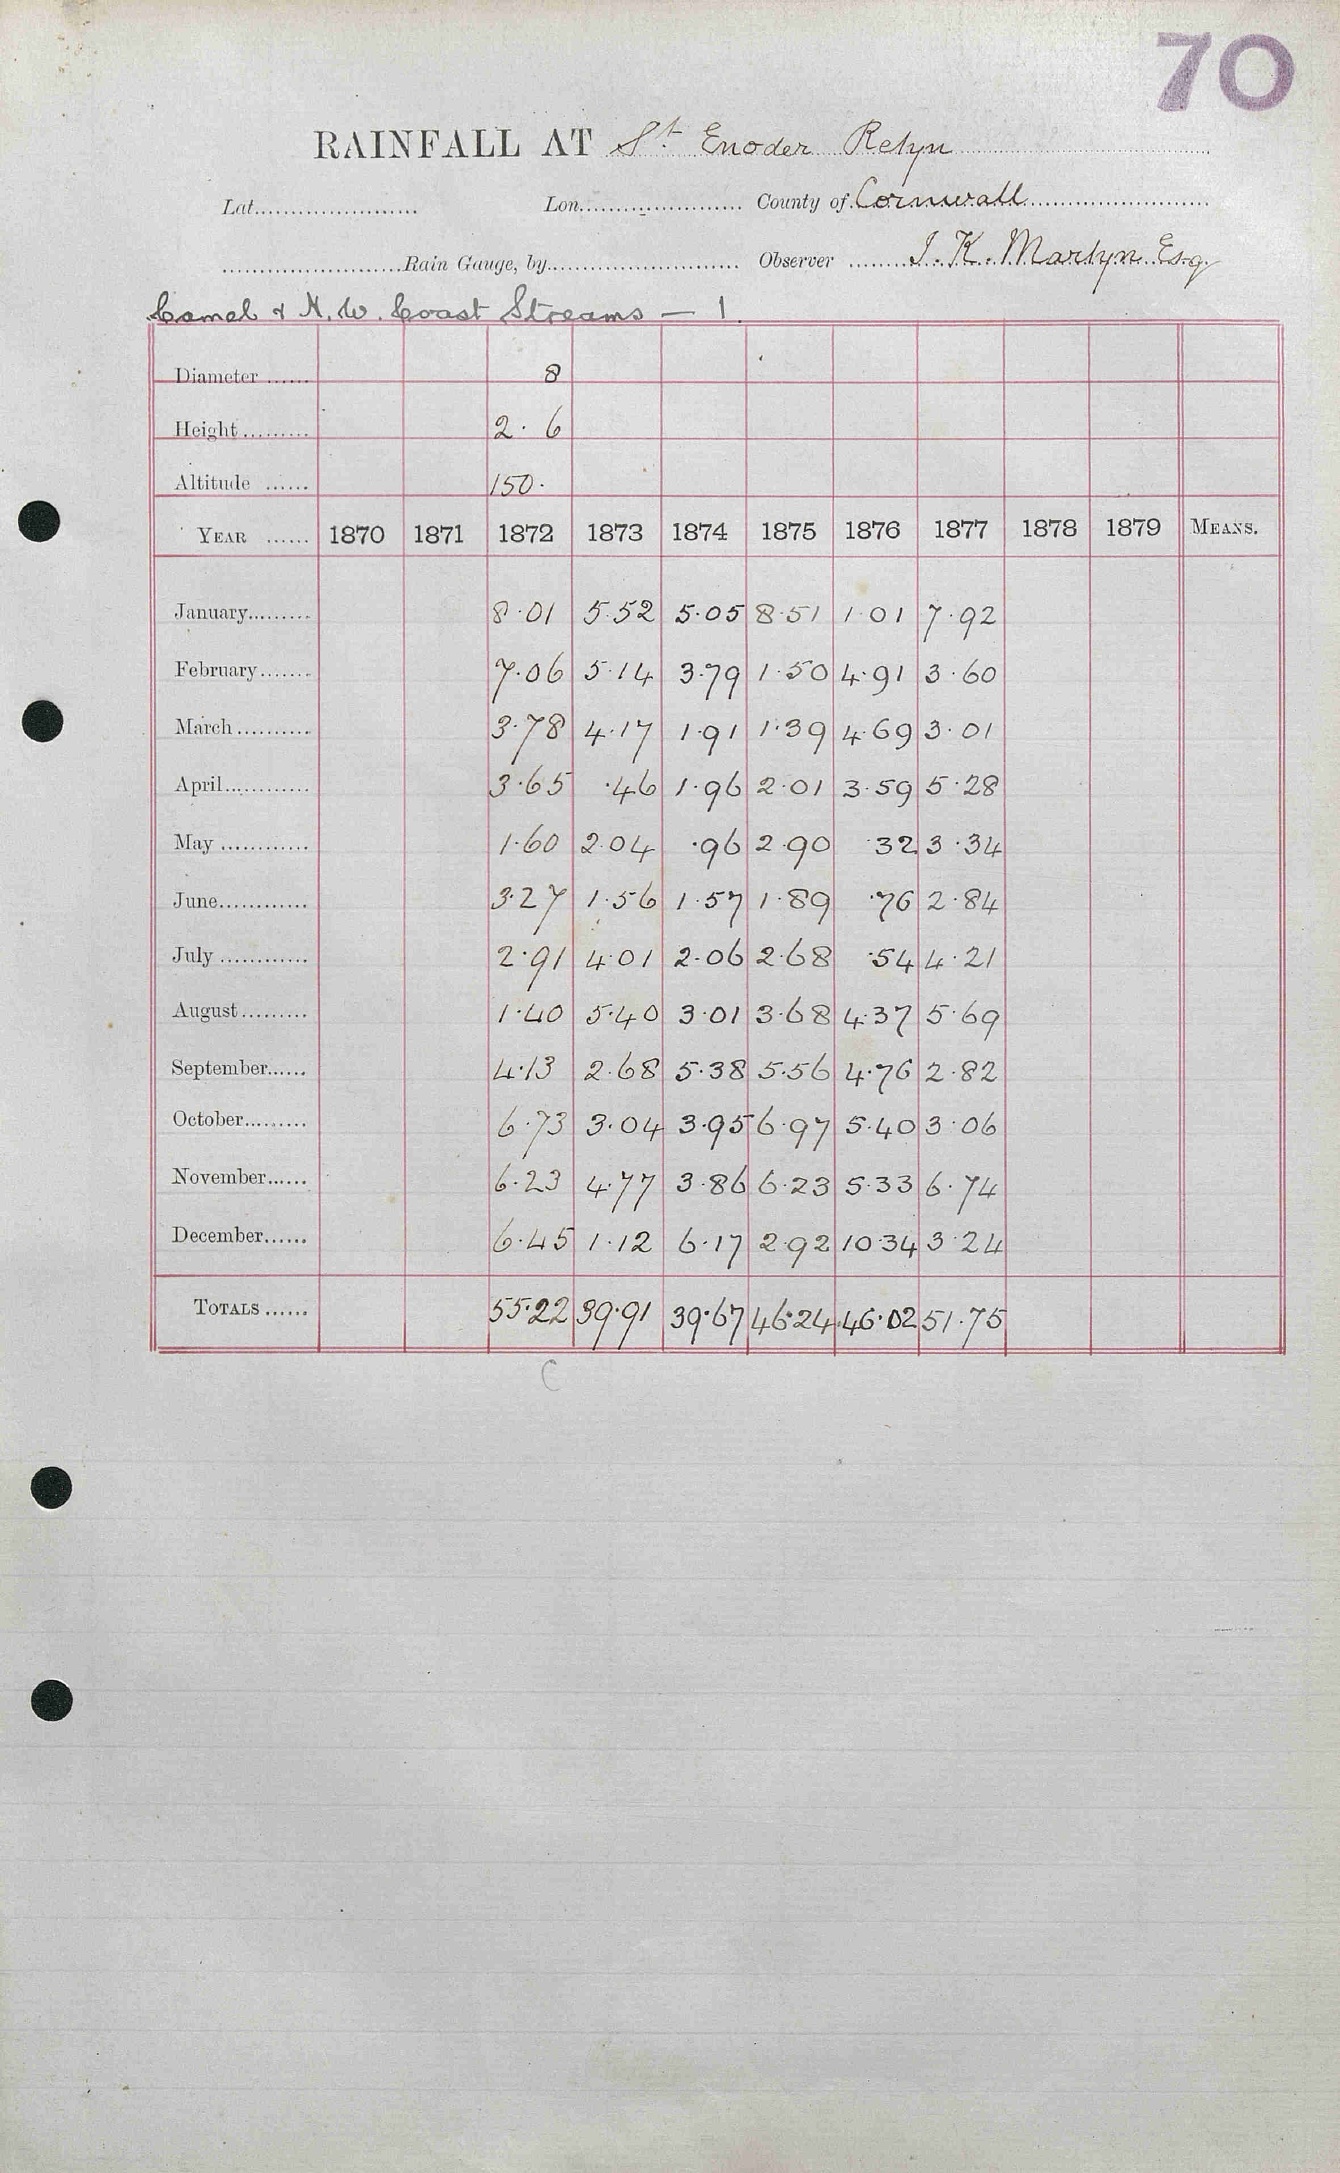 70
RAINFALL AT St Enoder Retyn
Lat...................... Lon...................... County of Cornwall
Rain Gauge, by...................... Observer I. K. Martyn Esq.
Camel & N. W. Coast Streams — 1.
Diameter ...... 8
Height ......... 2 · 6
Altitude ...... 150 ·
YEAR ...... 1870 1871 1872 1873 1874 1875 1876 1877 1878 1879 MEANS.
January......... 8·01 5·52 5·05 8·51 1·01 7·92
February....... 7·06 5·14 3·79 1·50 4·91 3·60
March.......... 3·78 4·17 1·91 1·39 4·69 3·01
April............ 3·65 ·46 1·96 2·01 3·59 5·28
May ............ 1·60 2·04 ·96 2·90 ·32 3·34
June............ 3·27 1·56 1·57 1·89 ·76 2·84
July ............ 2·91 4·01 2·06 2·68 ·54 4·21
August......... 1·40 5·40 3·01 3·68 4·37 5·69
September...... 4·13 2·68 5·38 5·56 4·76 2·82
October......... 6·73 3·04 3·95 6·97 5·40 3·06
November...... 6·23 4·77 3·86 6·23 5·33 6·74
December...... 6·45 1·12 6·17 2·92 10·34 3·24
TOTALS ...... 55·22 39·91 39·67 46·24 46·02 51·75
C